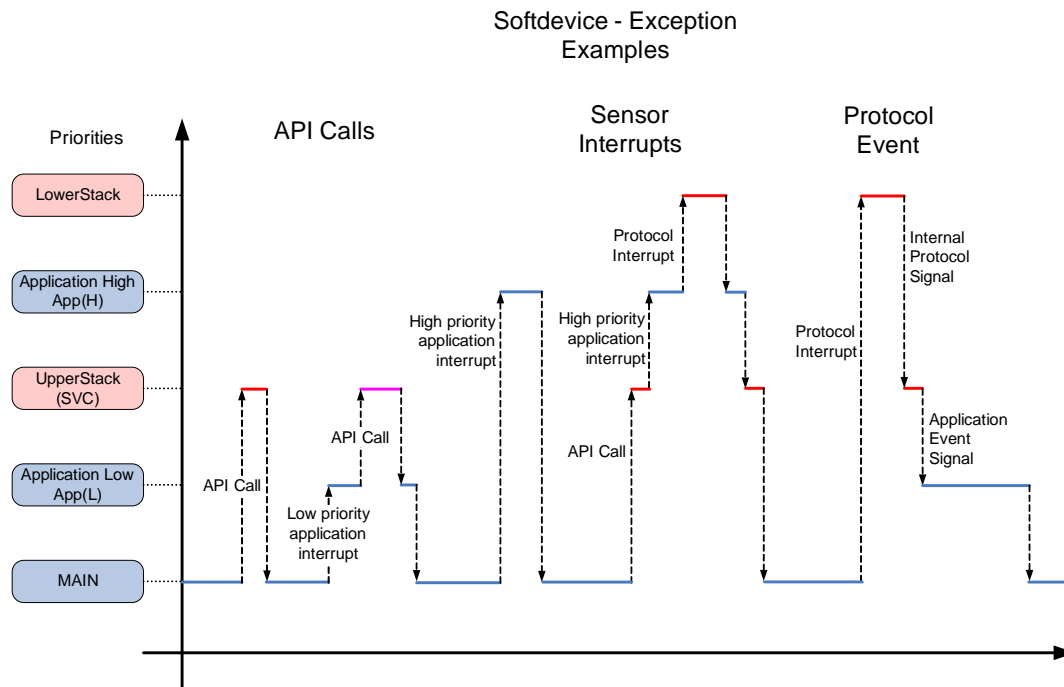 Softdevice - Exception
Examples
Priorities
API Calls
Sensor
Interrupts
Protocol
Event
LowerStack
Application High
App(H)
UpperStack
(SVC)
Application Low
App(L)
MAIN
API Call
Low priority
application
interrupt
API Call
High priority
application
interrupt
API Call
High priority
application
interrupt
Protocol
Interrupt
Protocol
Interrupt
Internal
Protocol
Signal
Application
Event
Signal